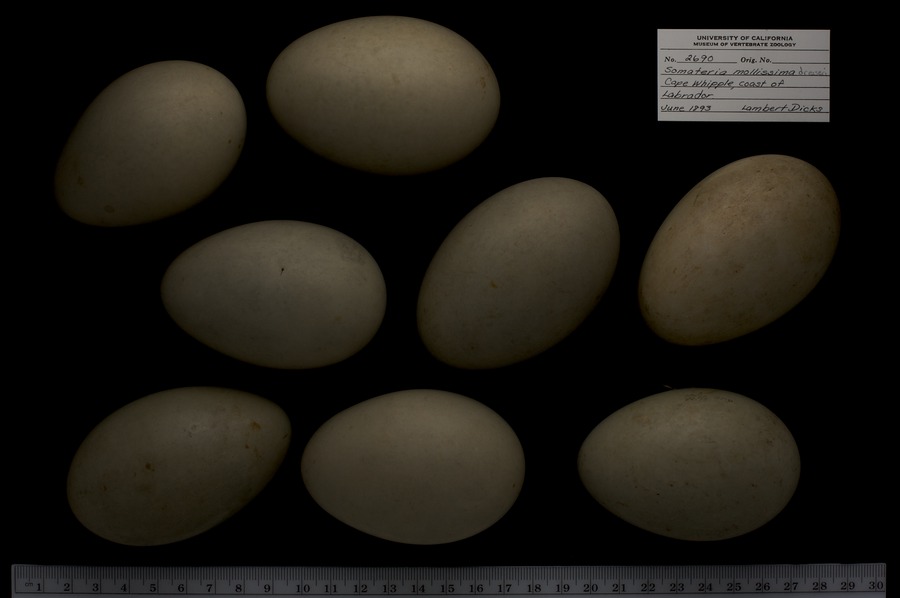 UNIVERSITY OF CALIFORNIA
MUSEUM OF VERTEBRATE ZOOLOGY
No. 2690 Orig. No.
Somateria mollissima
Cape Whipple, coast of
Labrador
June 1893 Lambert Dicks
cm 1 2 3 4 5 6 7 8 9 10 11 12 13 14 15 16 17 18 19 20 21 22 23 24 25 26 27 28 29 30